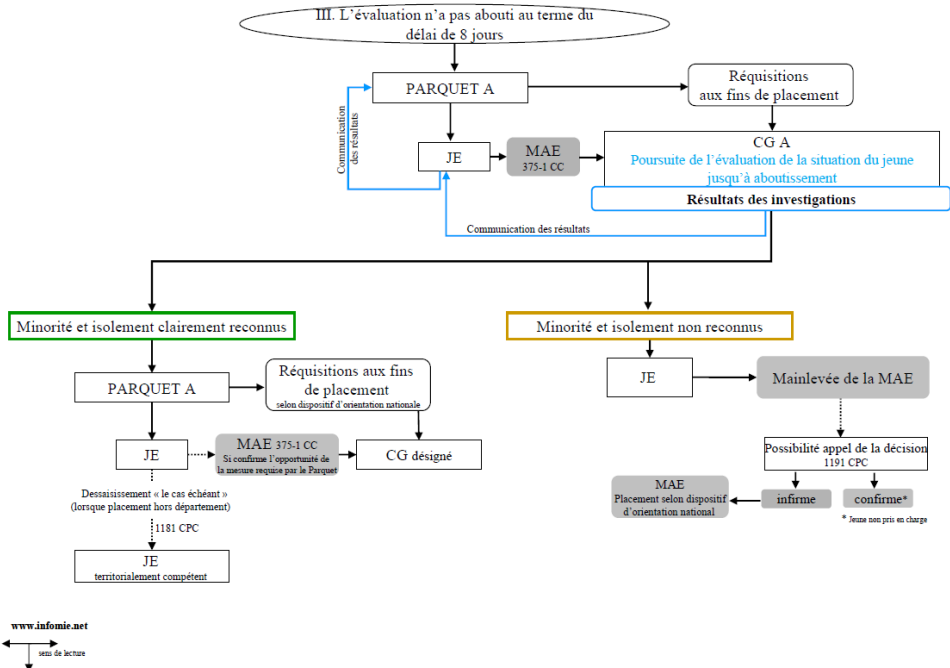 III. L'évaluation n'a pas abouti au terme du
délai de 8 jours
PARQUET A
Réquisitions
aux fins de placement
Communication
des résultats
JE
MAE
375-1 CC
CG A
Poursuite de l'évaluation de la situation du jeune
jusqu'à aboutissement
Résultats des investigations
Communication des résultats
Minorité et isolement clairement reconnus
Minorité et isolement non reconnus
PARQUET A
Réquisitions aux fins
de placement
selon dispositif d'orientation nationale
JE
Mainlevée de la MAE
JE
MAE 375-1 CC
Si confirme l'opportunité de
la mesure requise par le Parquet
CG désigné
Possibilité appel de la décision
1191 CPC
Dessaisissement « le cas échéant »
(lorsque placement hors département)
1181 CPC
MAE
Placement selon dispositif
d'orientation national
infirme
confirme*
* Jeune non pris en charge
JE
territorialement compétent
www.infomie.net
sens de lecture